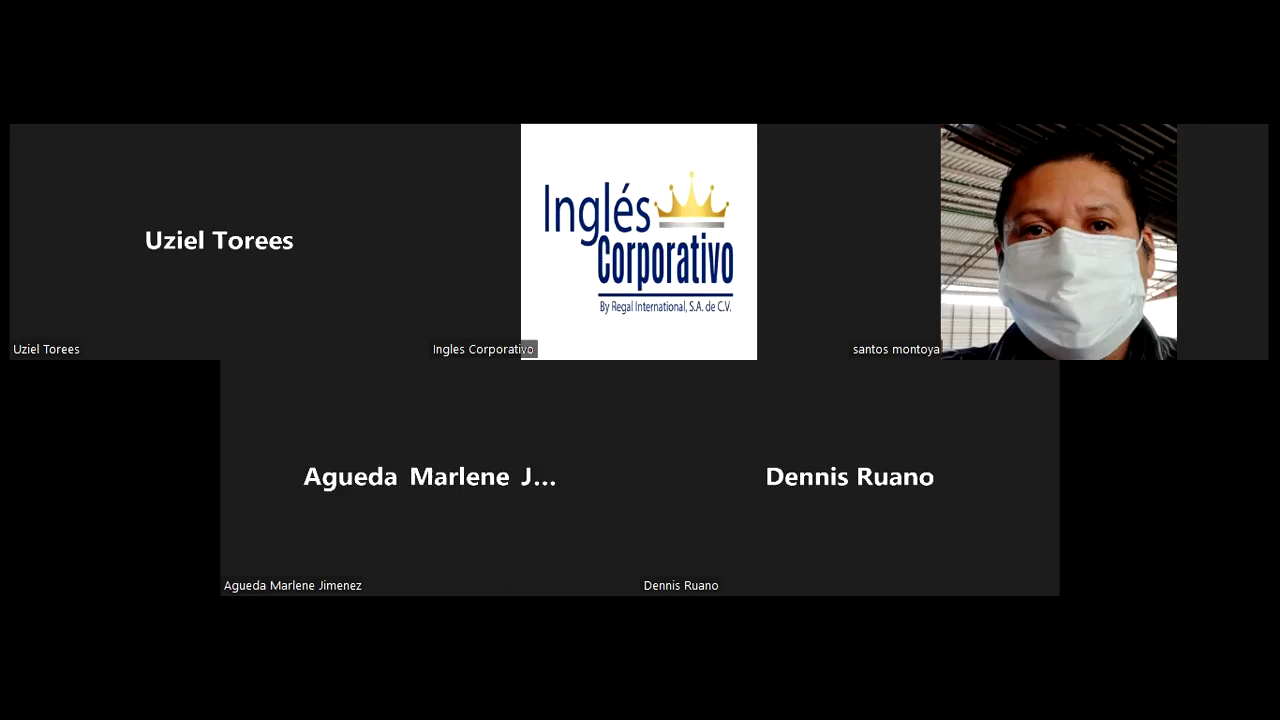 Uziel Torees
Uziel Torees
Inglés
Corporativo
By Regal International, S.A. de C.V.
Ingles Corporativo
santos montoya
Agueda Marlene J...
Agueda Marlene Jimenez
Dennis Ruano
Dennis Ruano